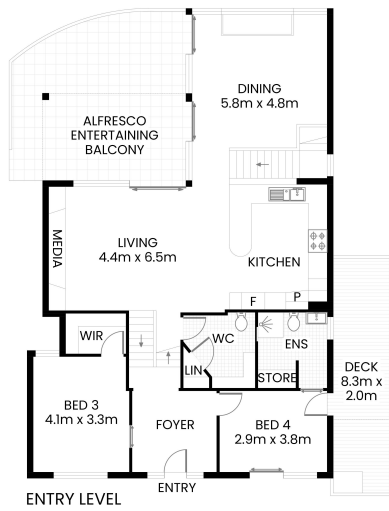 DINING
5.8m x 4.8m
ALFRESCO
ENTERTAINING
BALCONY
MEDIA
LIVING
4.4m x 6.5m
KITCHEN
F
P
WIR
WC
ENS
LIN
STORE
DECK
8.3m x
2.0m
BED 3
4.1m x 3.3m
FOYER
BED 4
2.9m x 3.8m
ENTRY
ENTRY LEVEL